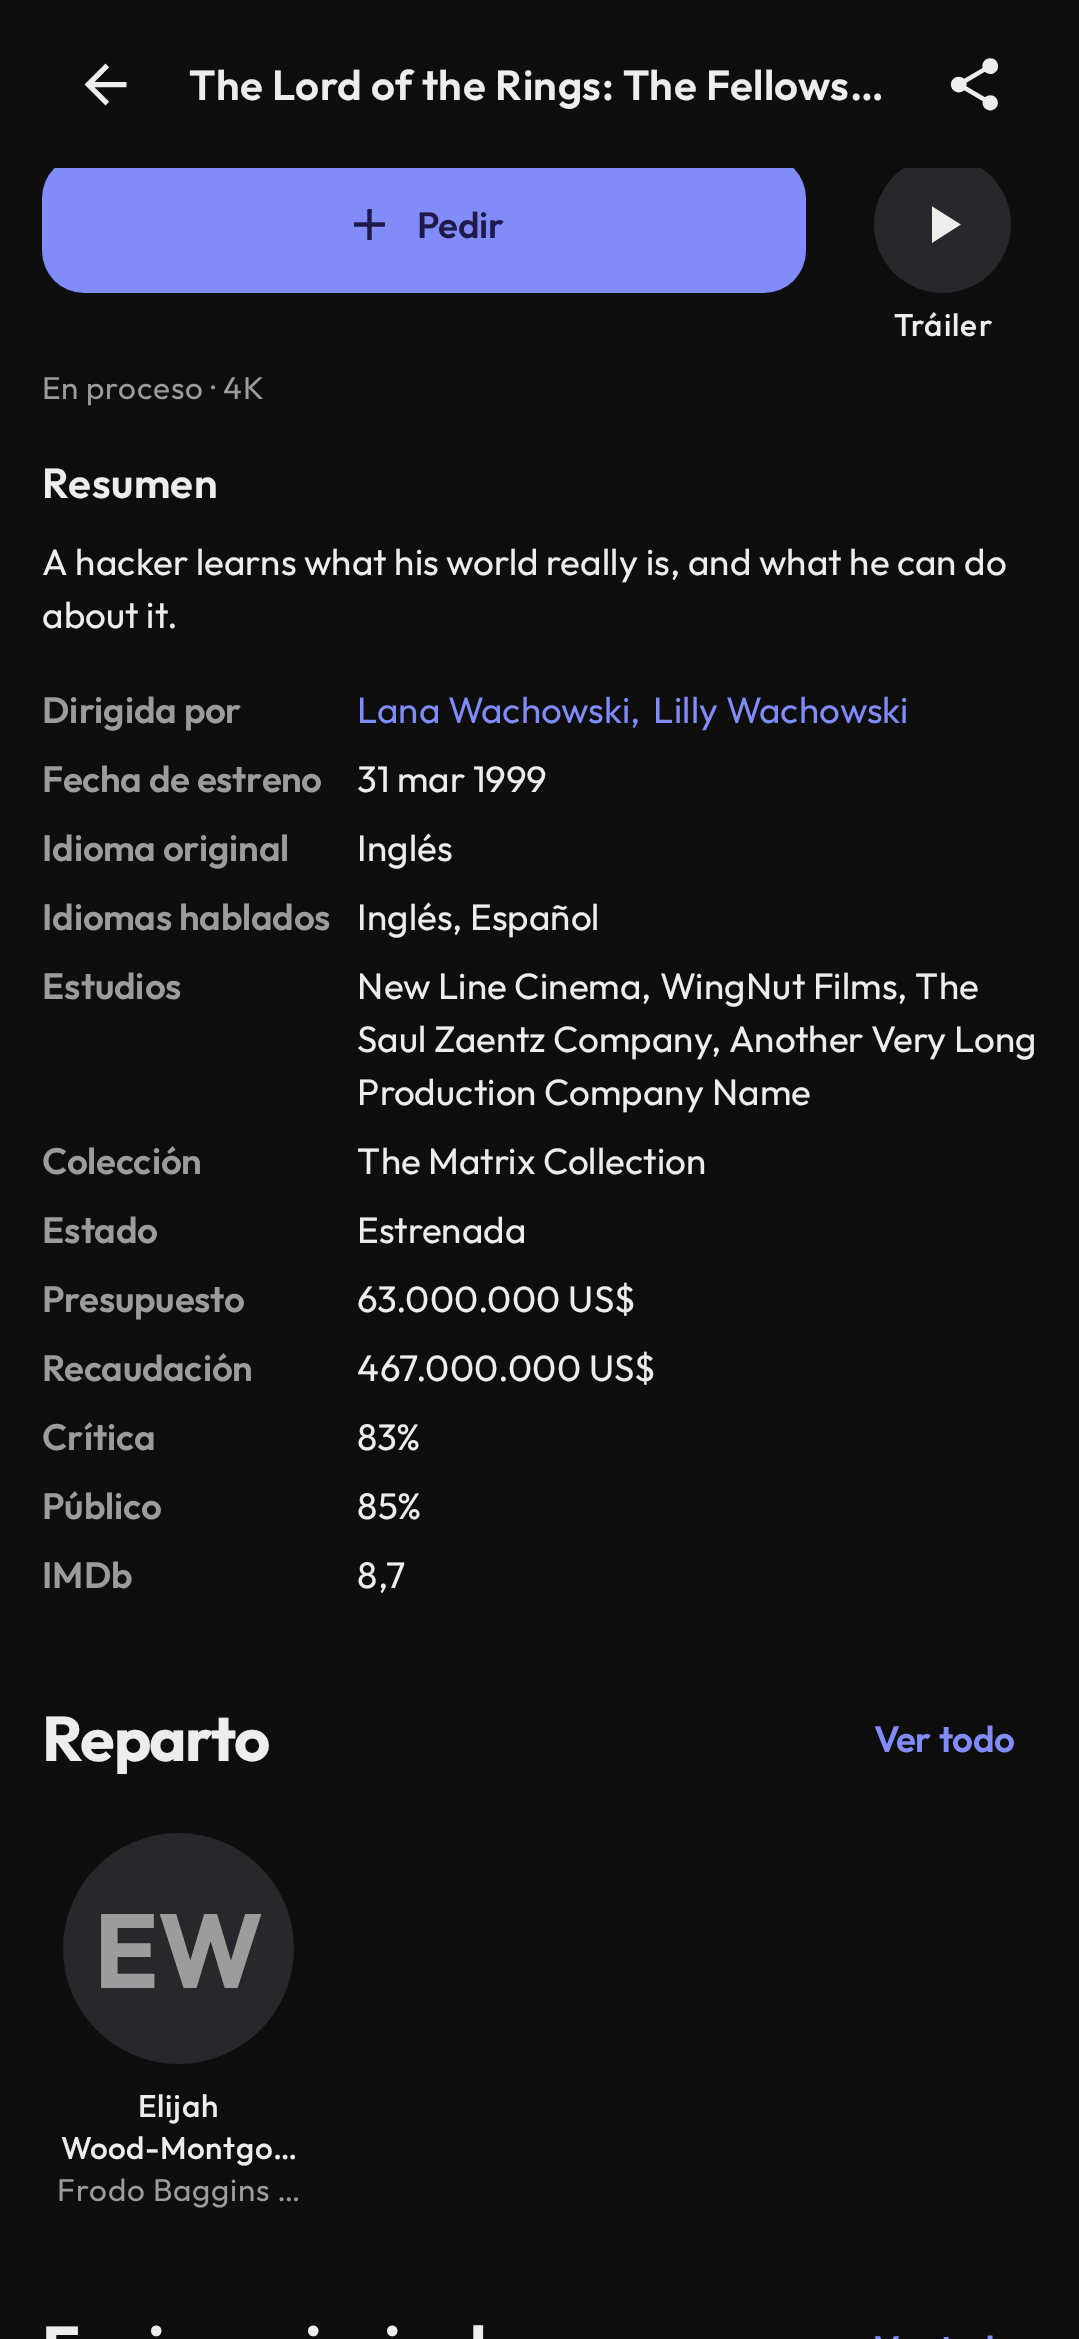 The Lord of the Rings: The Fellows...
+ Pedir
Tráiler
En proceso · 4K
Resumen
A hacker learns what his world really is, and what he can do
about it.
Dirigida por Lana Wachowski, Lilly Wachowski
Fecha de estreno 31 mar 1999
Idioma original Inglés
Idiomas hablados Inglés, Español
Estudios New Line Cinema, WingNut Films, The
Saul Zaentz Company, Another Very Long
Production Company Name
Colección The Matrix Collection
Estado Estrenada
Presupuesto 63.000.000 US$
Recaudación 467.000.000 US$
Crítica 83%
Público 85%
IMDb 8,7
Reparto Ver todo
EW
Elijah
Wood-Montgo...
Frodo Baggins ...